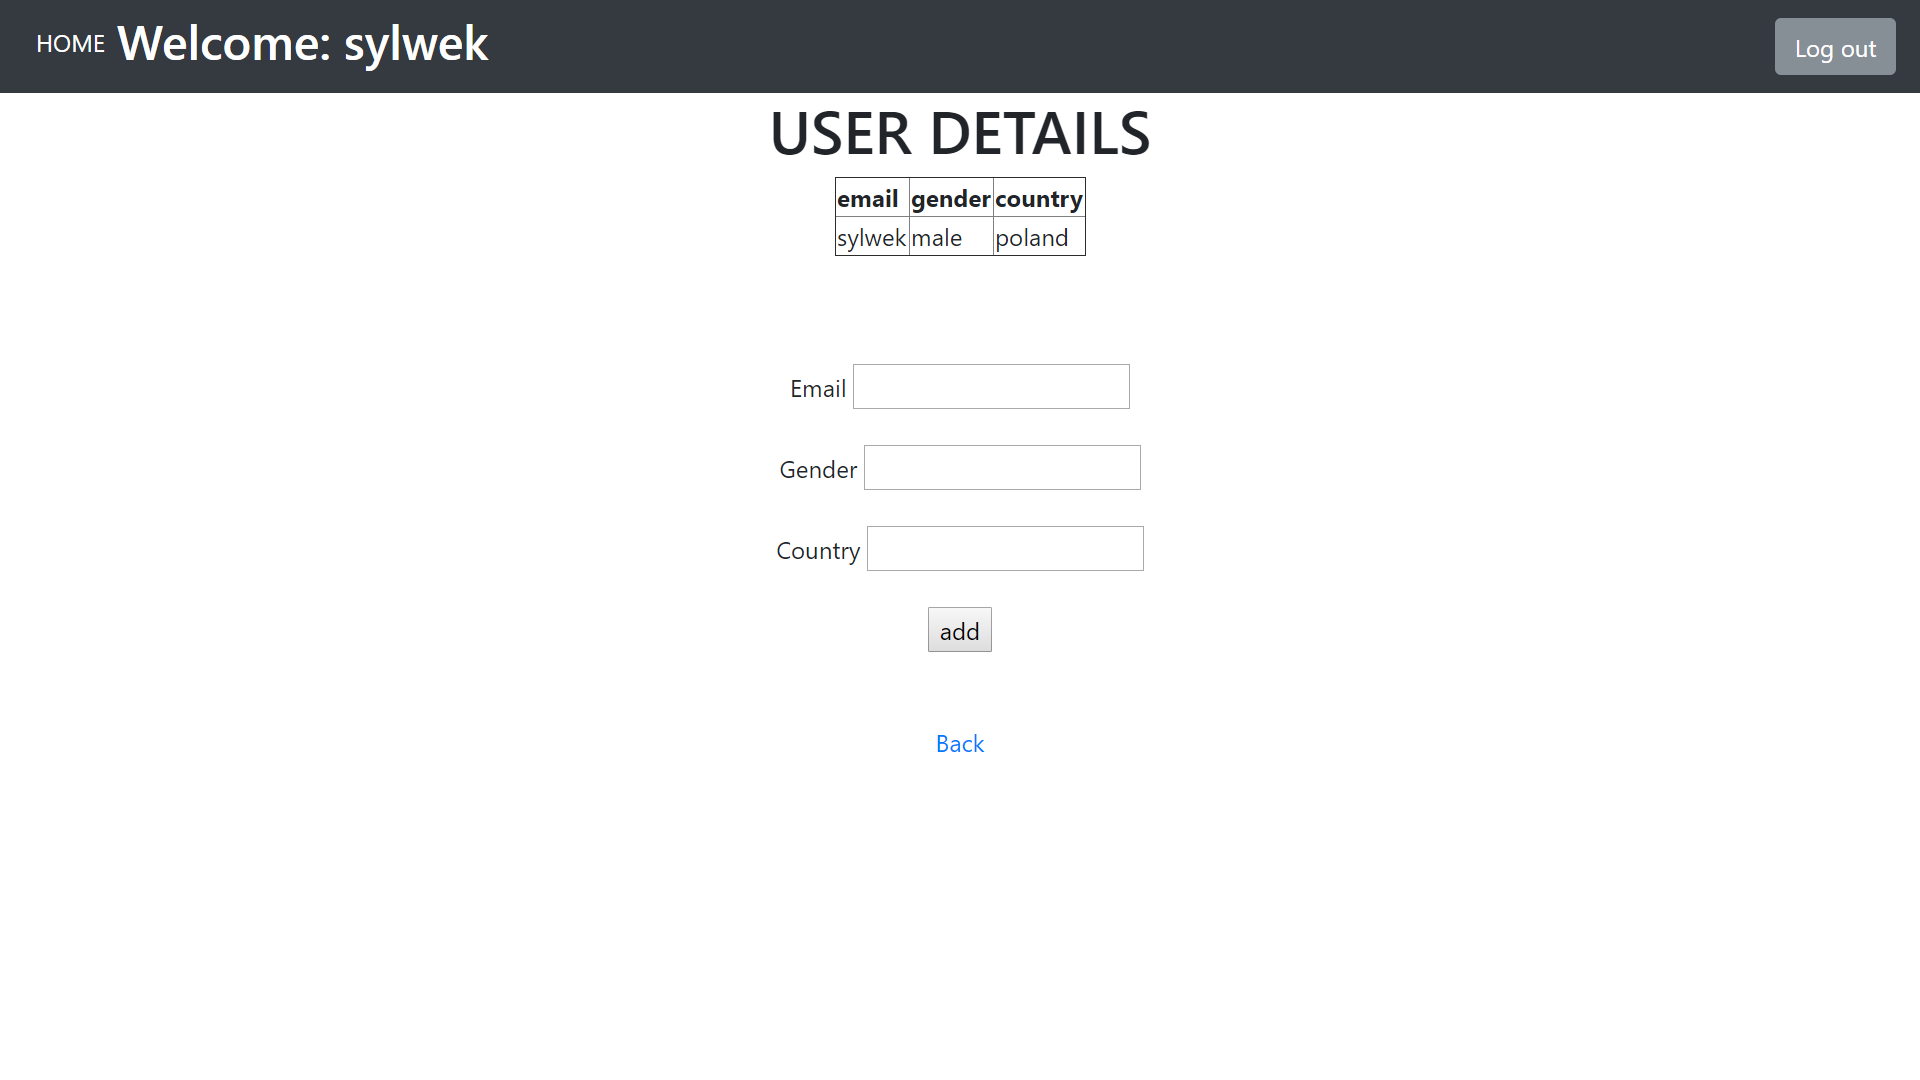 HOME Welcome: sylwek Log out
USER DETAILS
email gender country
sylwek male poland
Email
Gender
Country
add
Back